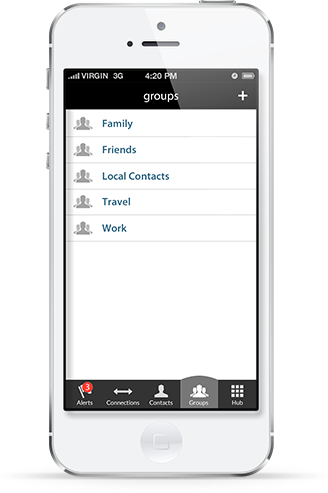 VIRGIN 3G 4:20 PM
groups +
Family
Friends
Local Contacts
Travel
Work
3
Alerts Connections Contacts Groups Hub